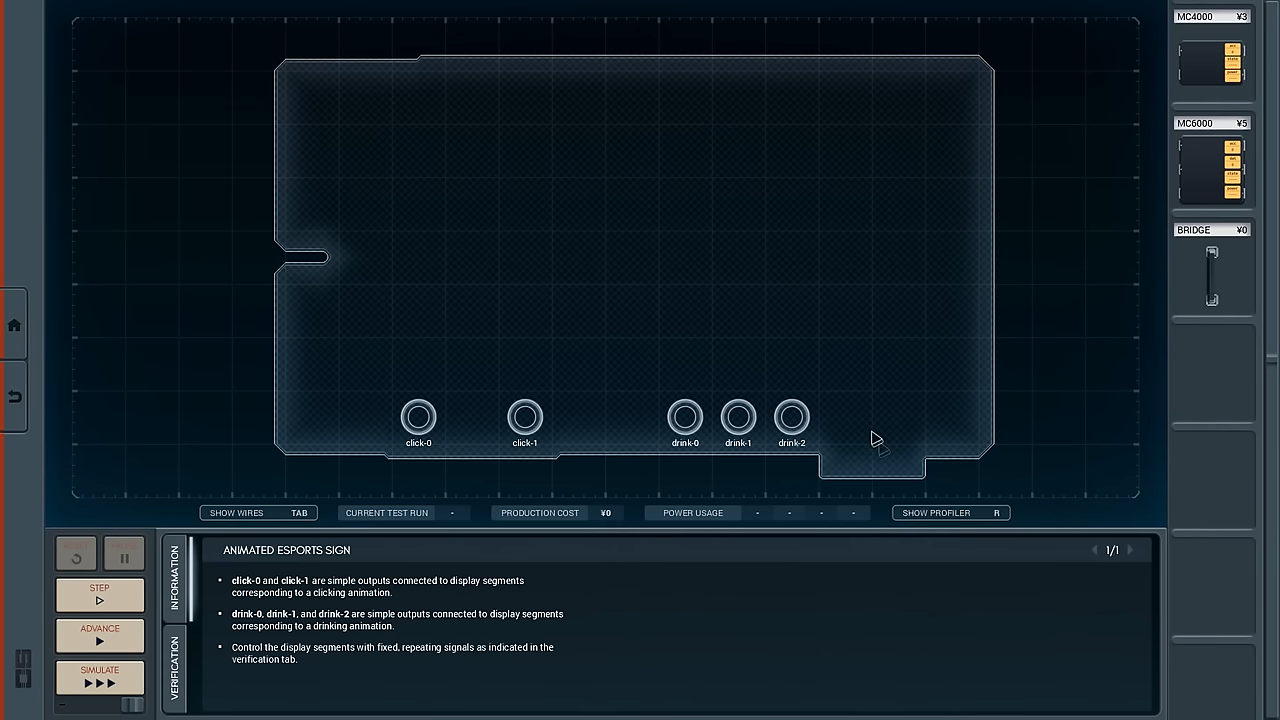 MC4000 ¥3
MC6000 ¥5
BRIDGE ¥0
click-0
click-1
drink-0
drink-1
drink-2
SHOW WIRES TAB
CURRENT TEST RUN -
PRODUCTION COST ¥0
POWER USAGE - - - -
SHOW PROFILER R
STEP
ADVANCE
SIMULATE
INFORMATION
VERIFICATION
ANIMATED ESPORTS SIGN
1/1
click-0 and click-1 are simple outputs connected to display segments
corresponding to a clicking animation.
drink-0, drink-1, and drink-2 are simple outputs connected to display segments
corresponding to a drinking animation.
Control the display segments with fixed, repeating signals as indicated in the
verification tab.